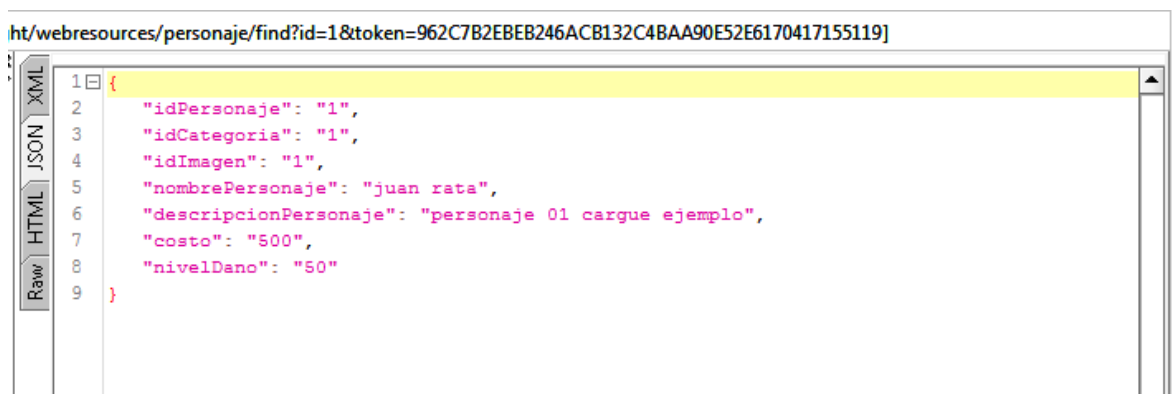 ht/webresources/personaje/find?id=1&token=962C7B2EBEB246ACB132C4BAA90E52E6170417155119]
XML
JSON
HTML
Raw
1 {
2 "idPersonaje": "1",
3 "idCategoria": "1",
4 "idImagen": "1",
5 "nombrePersonaje": "juan rata",
6 "descripcionPersonaje": "personaje 01 cargue ejemplo",
7 "costo": "500",
8 "nivelDano": "50"
9 }